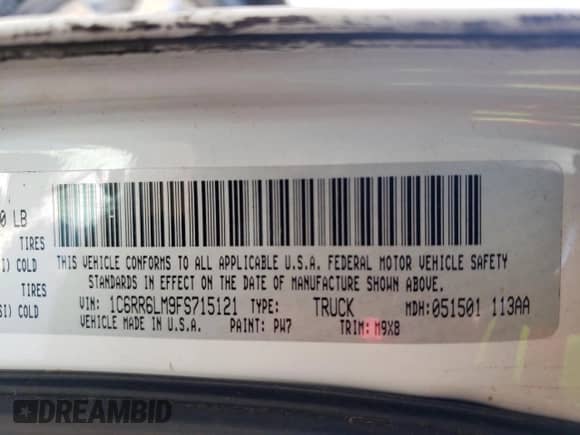 0 LB
TIRES
I) COLD
TIRES
SI) COLD
THIS VEHICLE CONFORMS TO ALL APPLICABLE U.S.A. FEDERAL MOTOR VEHICLE SAFETY
STANDARDS IN EFFECT ON THE DATE OF MANUFACTURE SHOWN ABOVE.
VIN: 1C6RR6LM9FS715121 TYPE: TRUCK MDH:051501 113AA
VEHICLE MADE IN U.S.A. PAINT: PW7 TRIM: M9X8
DREAMBID